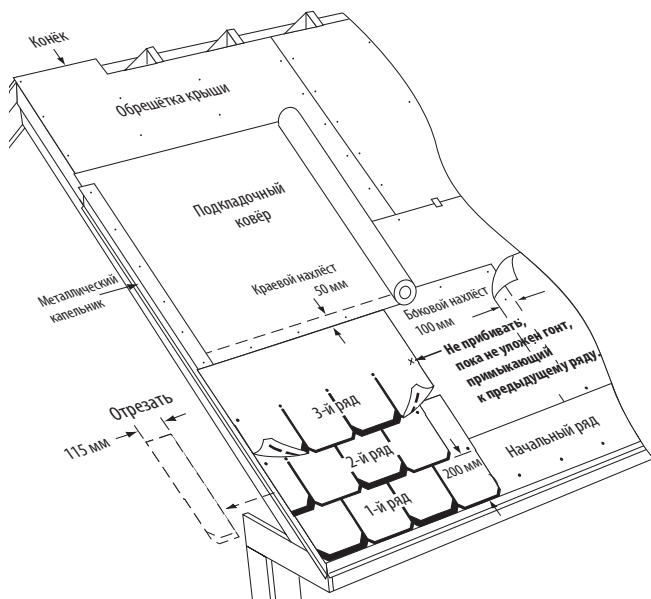 Конёк
Обрешётка крыши
Подкладочный
ковёр
Металлический
капельник
Краевой нахлёст
50 мм
Боковой нахлёст
100 мм
Не прибивать,
пока не уложен гонт,
примыкающий
к предыдущему ряду.
Отрезать
115 мм
3-й ряд
2-й ряд
1-й ряд
200 мм
Начальный ряд